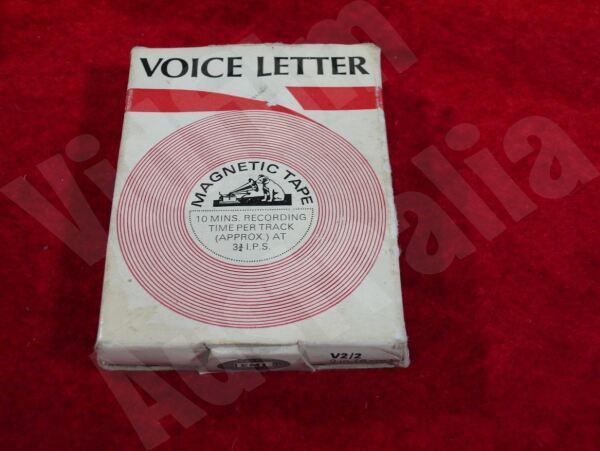 VOICE LETTER
MAGNETIC TAPE
10 MINS. RECORDING
TIME PER TRACK
(APPROX.) AT
3¾ I.P.S.
EMI
V2/2